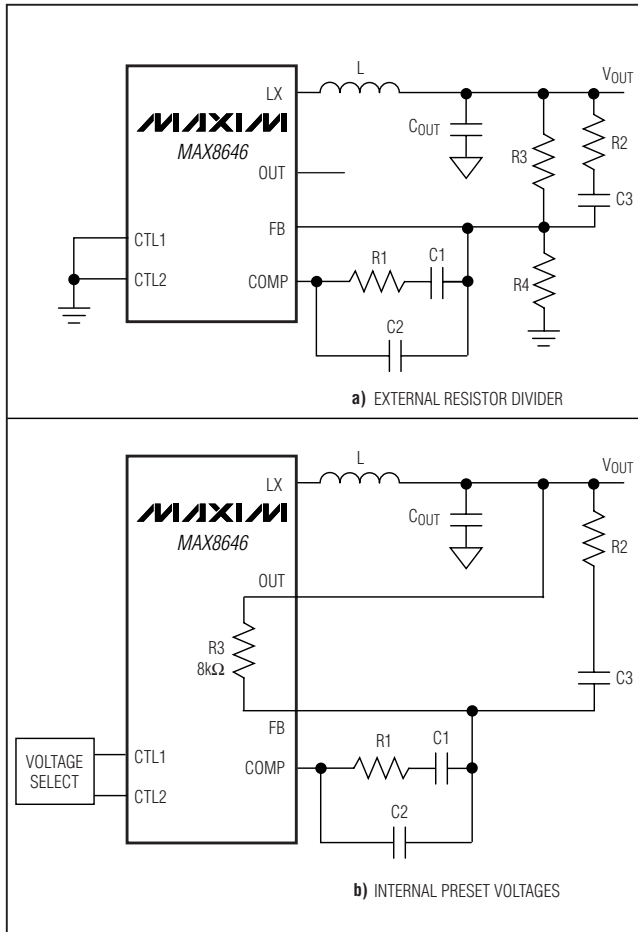 LX
L
VOUT
MAXIM
MAX8646
COUT
R3
R2
OUT
C3
FB
CTL1
R1
C1
R4
COMP
CTL2
C2
a) EXTERNAL RESISTOR DIVIDER
LX
L
VOUT
MAXIM
MAX8646
COUT
R2
OUT
R3
8kΩ
C3
FB
VOLTAGE
SELECT
CTL1
R1
C1
COMP
CTL2
C2
b) INTERNAL PRESET VOLTAGES